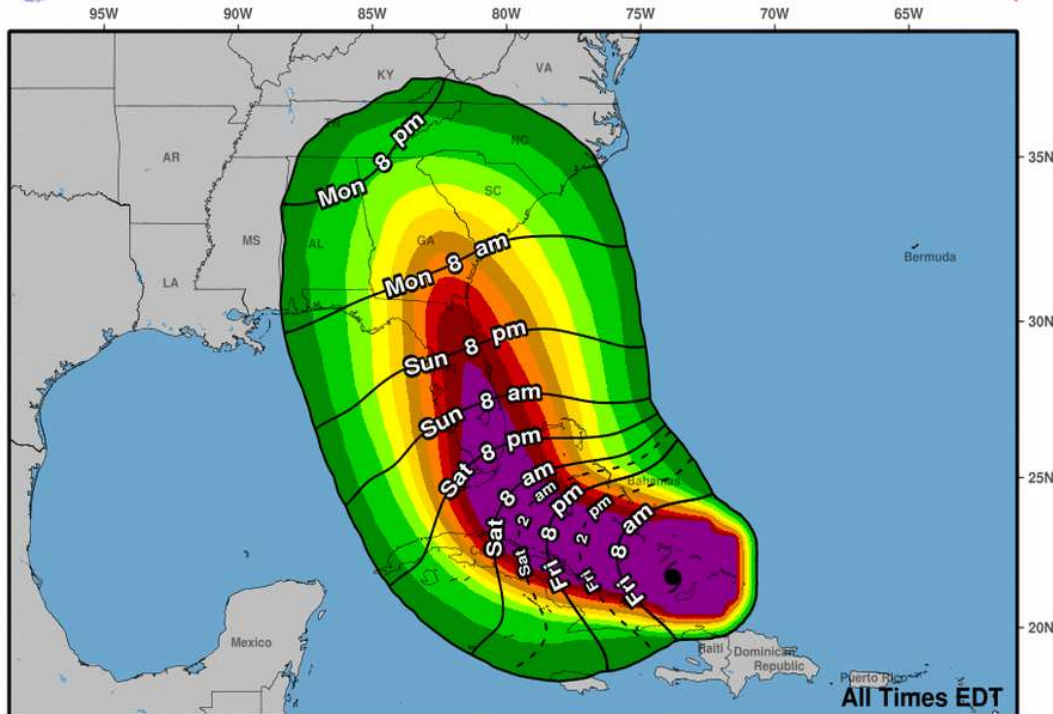 95W 90W 85W 80W 75W 70W 65W
KY
VA
TN
NC
AR
35N
Mon 8 pm
SC
MS
AL
GA
Mon 8 am
Bermuda
LA
30N
Sun 8 pm
Sun 8 am
Sat 8 pm
25N
Bahamas
Sat 8 am
Sat 2 am
Fri 8 pm
Fri 2 pm
Fri 8 am
20N
Mexico
Haiti
Dominican
Republic
Puerto Rico
All Times EDT